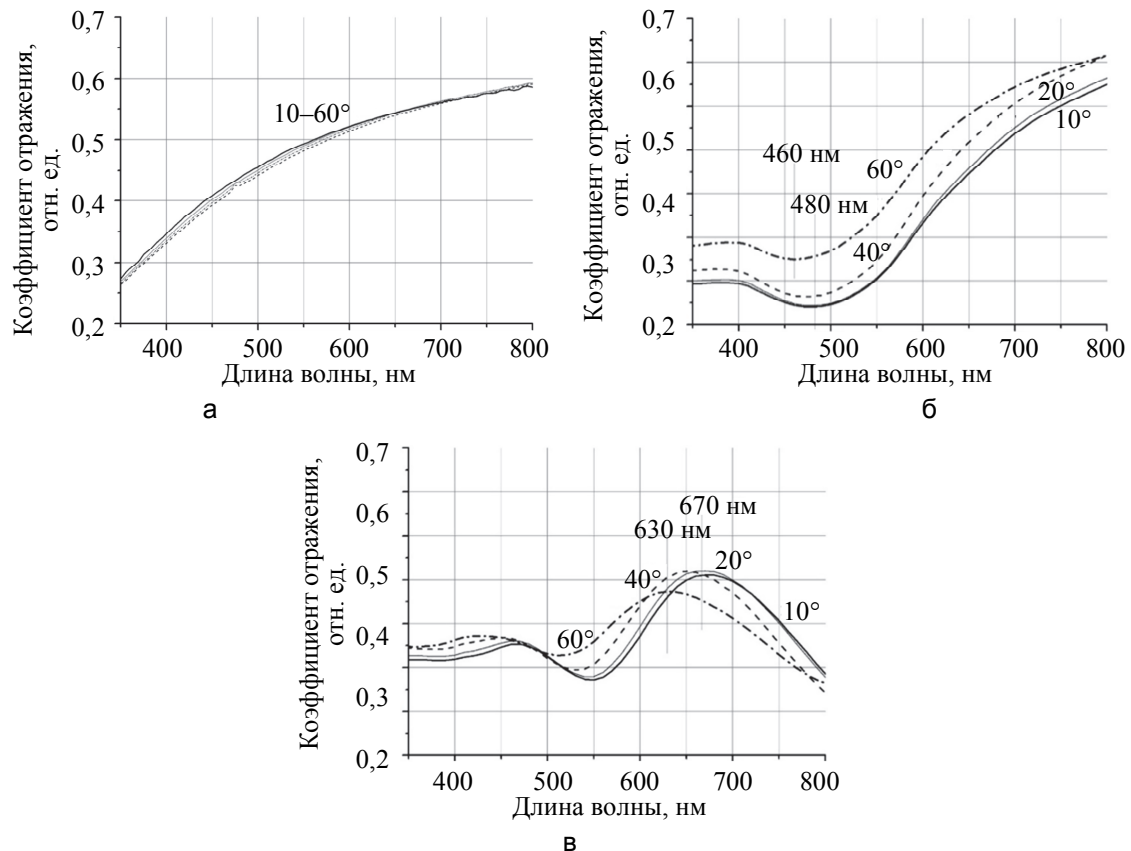 Коэффициент отражения,
отн. ед.
0,7
0,6
0,5
0,4
0,3
0,2
10–60°
400 500 600 700 800
Длина волны, нм
а
Коэффициент отражения,
отн. ед.
0,7
0,6
0,5
0,4
0,3
0,2
460 нм
480 нм
60°
40°
20°
10°
400 500 600 700 800
Длина волны, нм
б
Коэффициент отражения,
отн. ед.
0,7
0,6
0,5
0,4
0,3
0,2
670 нм
630 нм
40°
20°
60°
10°
400 500 600 700 800
Длина волны, нм
в